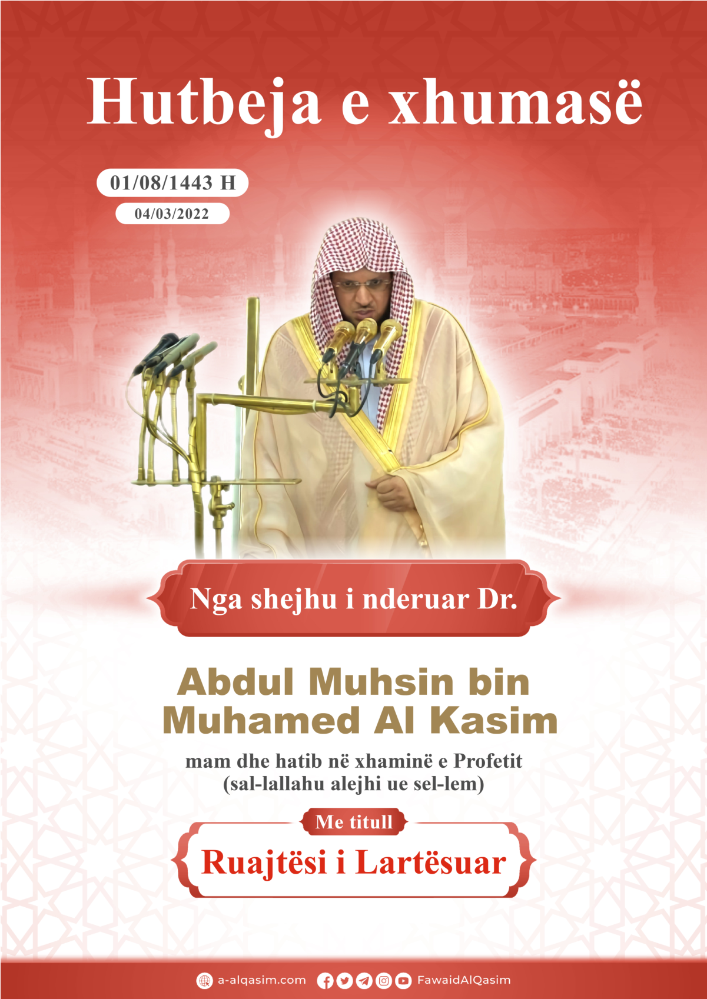 Hutbeja e xhumasë
01/08/1443 H
04/03/2022
Nga shejhu i nderuar Dr.
Abdul Muhsin bin
Muhamed Al Kasim
mam dhe hatib në xhaminë e Profetit
(sal-lallahu alejhi ue sel-lem)
Me titull
Ruajtësi i Lartësuar
a-alqasim.com FawaidAlQasim